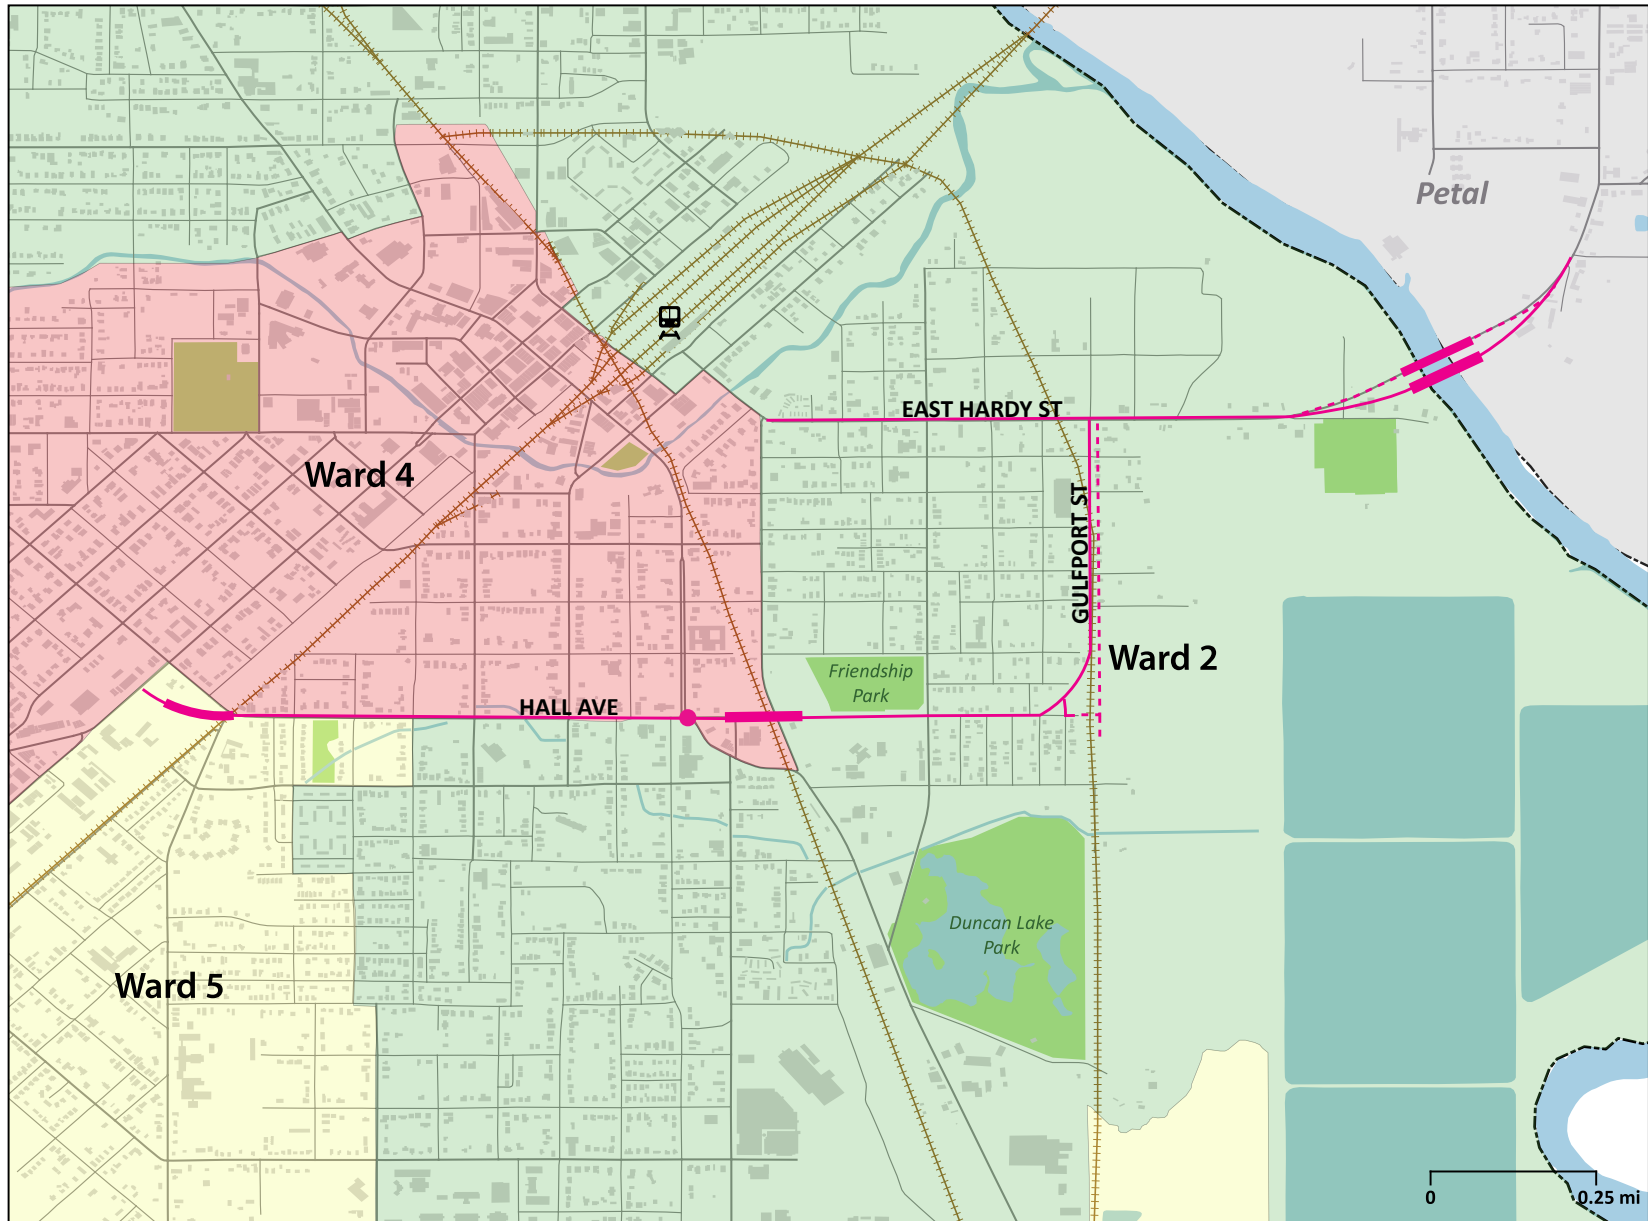 Petal
EAST HARDY ST
Ward 4
GULFPORT ST
Ward 2
Friendship
Park
HALL AVE
Duncan Lake
Park
Ward 5
0
0.25 mi